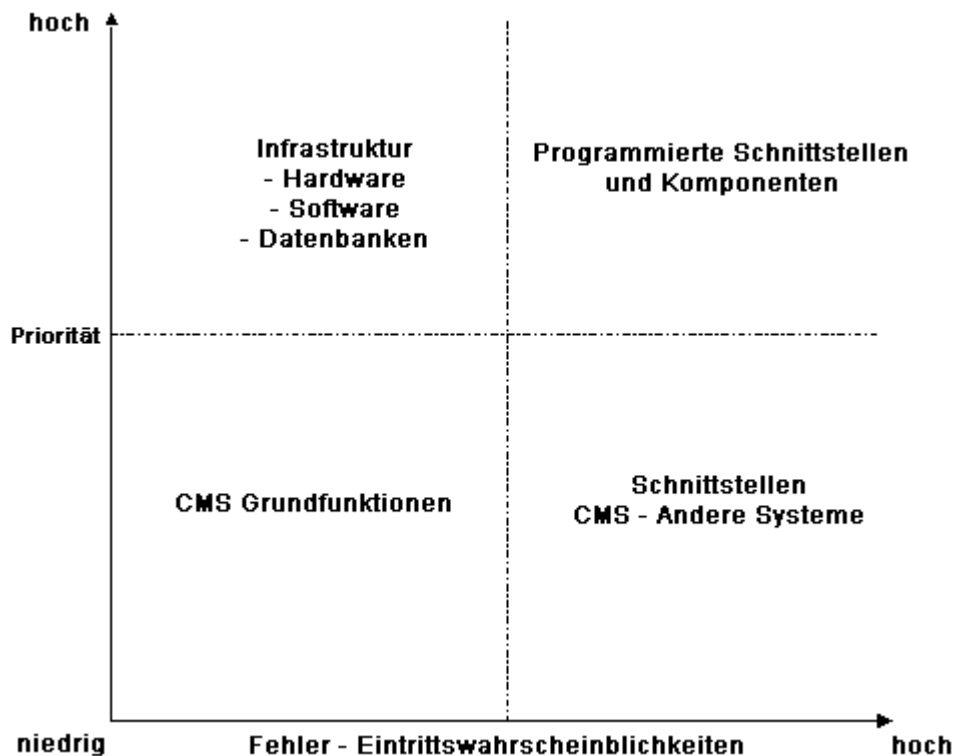 hoch
Infrastruktur
- Hardware
- Software
- Datenbanken
Programmierte Schnittstellen
und Komponenten
Priorität
CMS Grundfunktionen
Schnittstellen
CMS - Andere Systeme
niedrig
Fehler - Eintrittswahrscheinblichkeiten
hoch